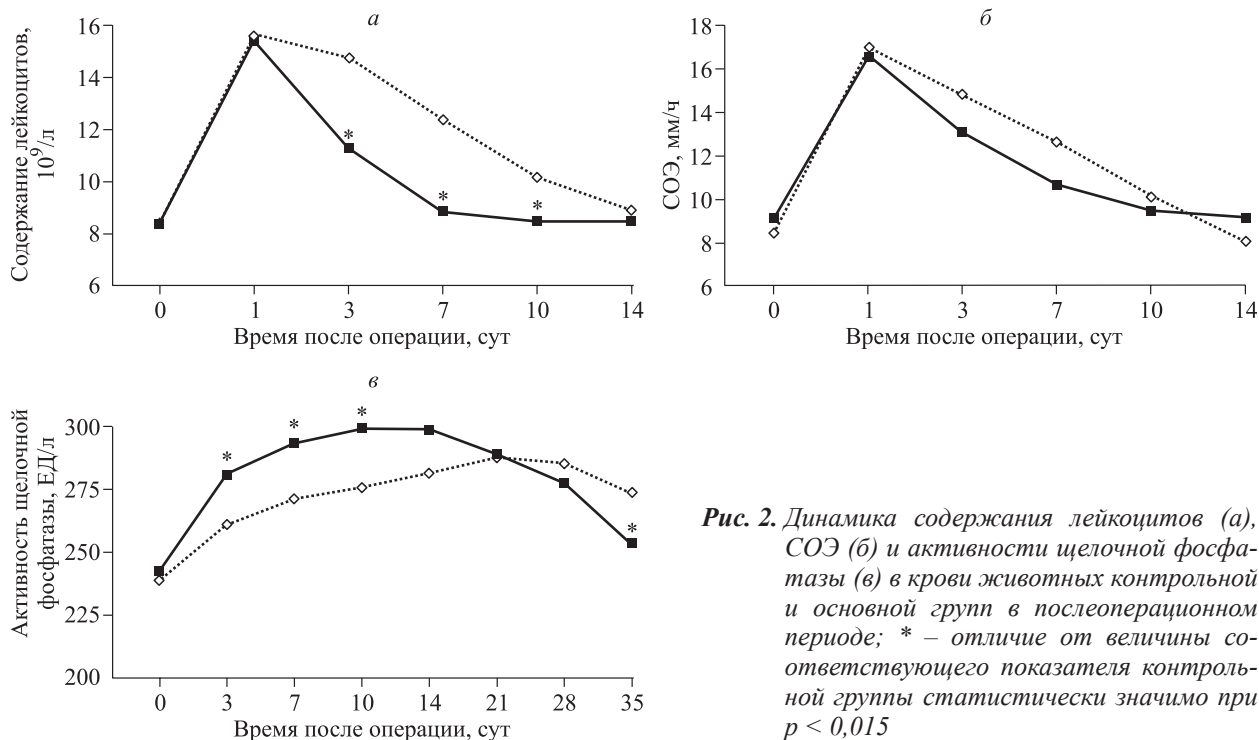 а
Содержание лейкоцитов,
10⁹/л
16
14
12
10
8
6
*
*
*
0 1 3 7 10 14
Время после операции, сут
б
СОЭ, мм/ч
18
16
14
12
10
8
6
0 1 3 7 10 14
Время после операции, сут
в
Активность щелочной
фосфатазы, ЕД/л
300
275
250
225
200
*
*
*
*
0 3 7 10 14 21 28 35
Время после операции, сут
Рис. 2. Динамика содержания лейкоцитов (а),
СОЭ (б) и активности щелочной фосфа-
тазы (в) в крови животных контрольной
и основной групп в послеоперационном
периоде; * – отличие от величины со-
ответствующего показателя контроль-
ной группы статистически значимо при
p < 0,015